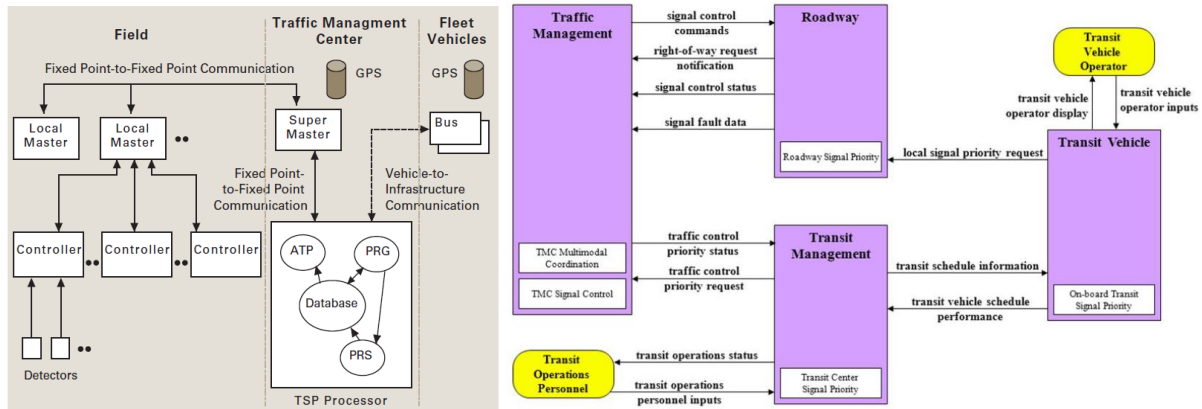 Field
Traffic Managment
Center
Fleet
Vehicles
Fixed Point-to-Fixed Point Communication
GPS
GPS
Local
Master
Local
Master
Super
Master
Bus
Fixed Point-
to-Fixed Point
Communication
Vehicle-to-
Infrastructure
Communication
Controller
Controller
Controller
ATP
PRG
Database
PRS
Detectors
TSP Processor
Traffic
Management
signal control
commands
right-of-way request
notification
signal control status
signal fault data
Roadway
Roadway Signal Priority
Transit
Vehicle
Operator
transit vehicle
operator display
transit vehicle
operator inputs
local signal priority request
Transit Vehicle
TMC Multimodal
Coordination
TMC Signal Control
traffic control
priority status
traffic control
priority request
Transit
Management
transit schedule information
transit vehicle schedule
performance
On-board Transit
Signal Priority
Transit
Operations
Personnel
transit operations status
transit operations
personnel inputs
Transit Center
Signal Priority